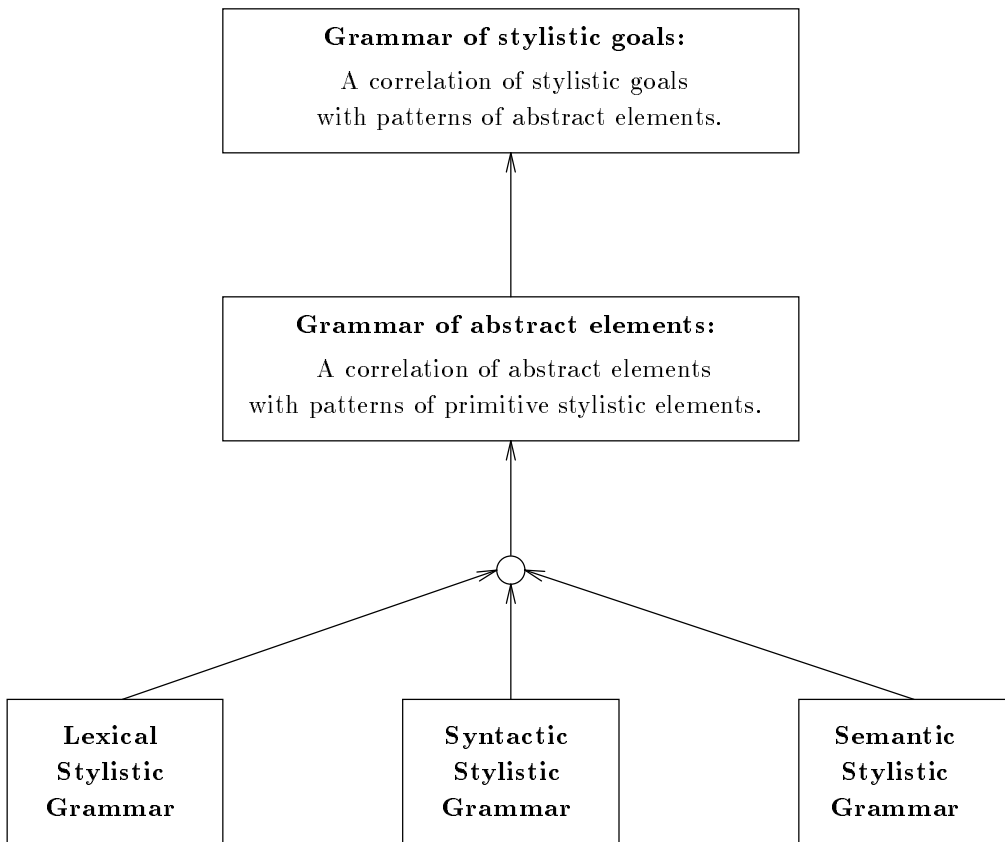 Grammar of stylistic goals:
A correlation of stylistic goals
with patterns of abstract elements.
Grammar of abstract elements:
A correlation of abstract elements
with patterns of primitive stylistic elements.
Lexical
Stylistic
Grammar
Syntactic
Stylistic
Grammar
Semantic
Stylistic
Grammar